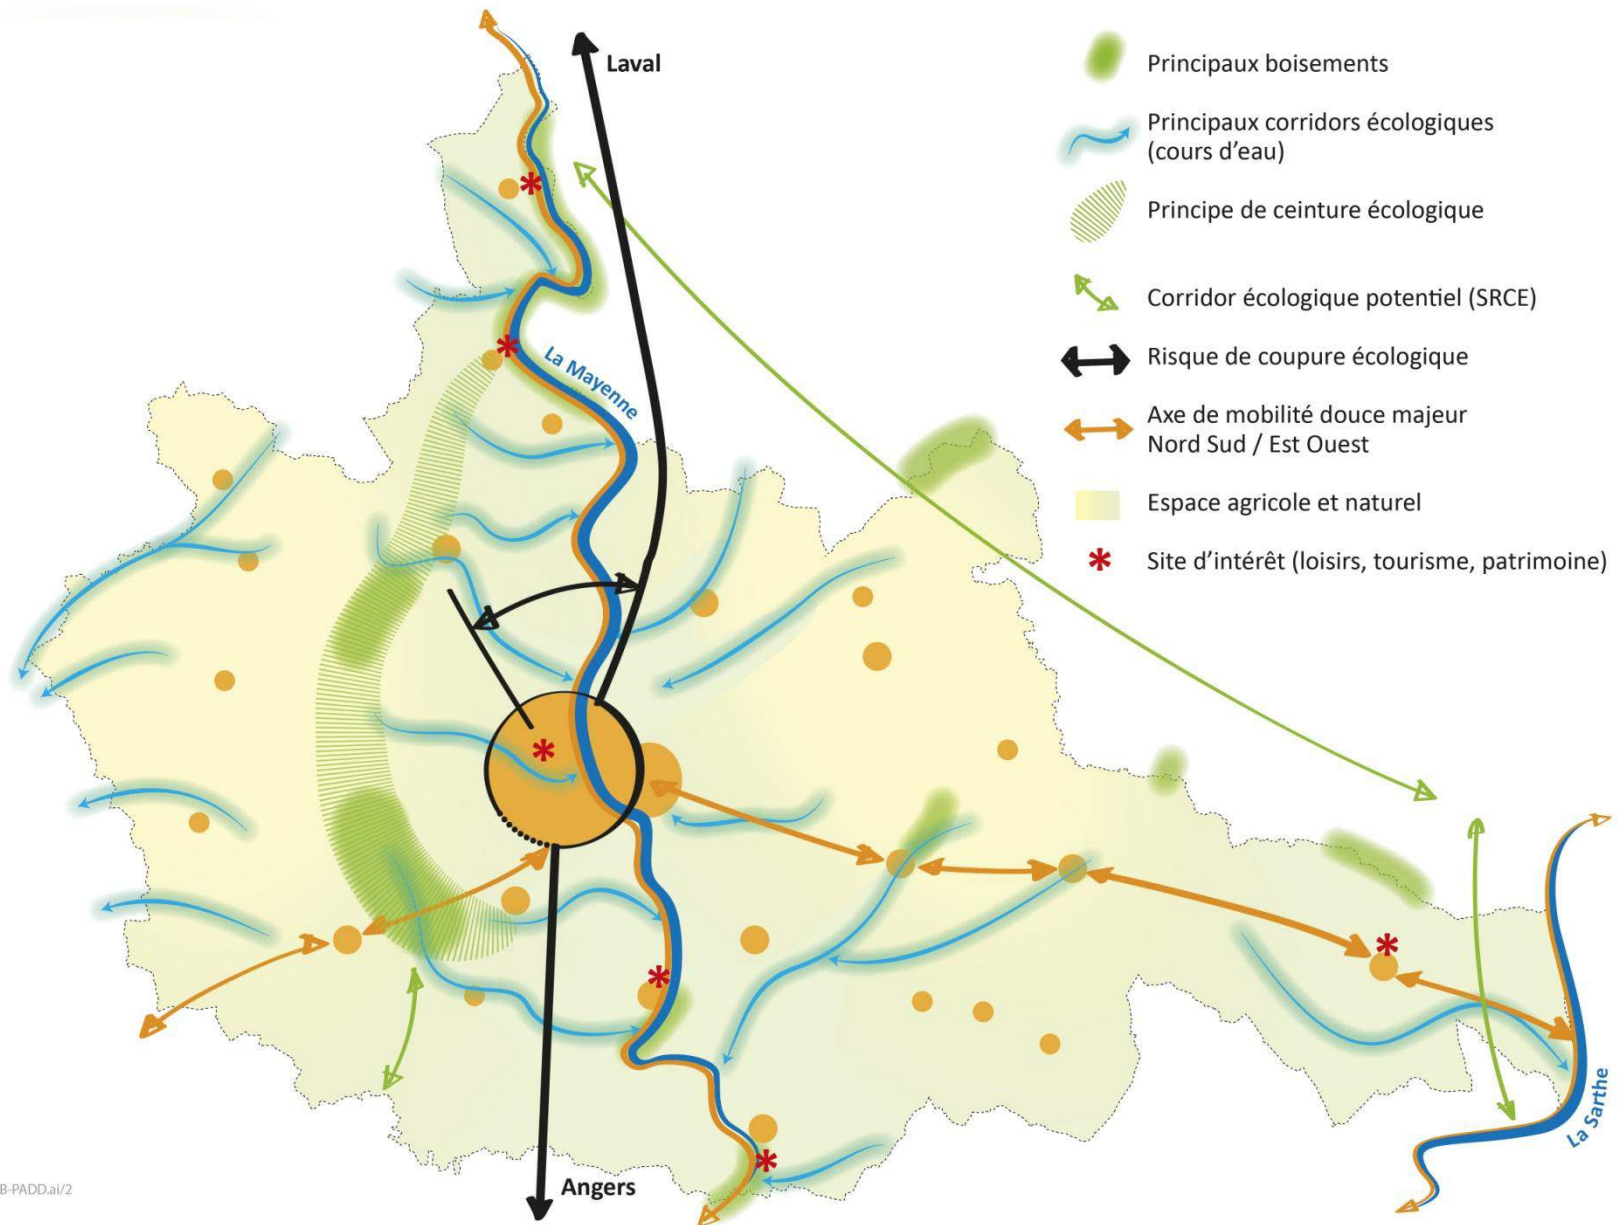 Laval
La Mayenne
Angers
La Sarthe
Principaux boisements
Principaux corridors écologiques
(cours d'eau)
Principe de ceinture écologique
Corridor écologique potentiel (SRCE)
Risque de coupure écologique
Axe de mobilité douce majeur
Nord Sud / Est Ouest
Espace agricole et naturel
Site d'intérêt (loisirs, tourisme, patrimoine)
B-PADD.ai/2